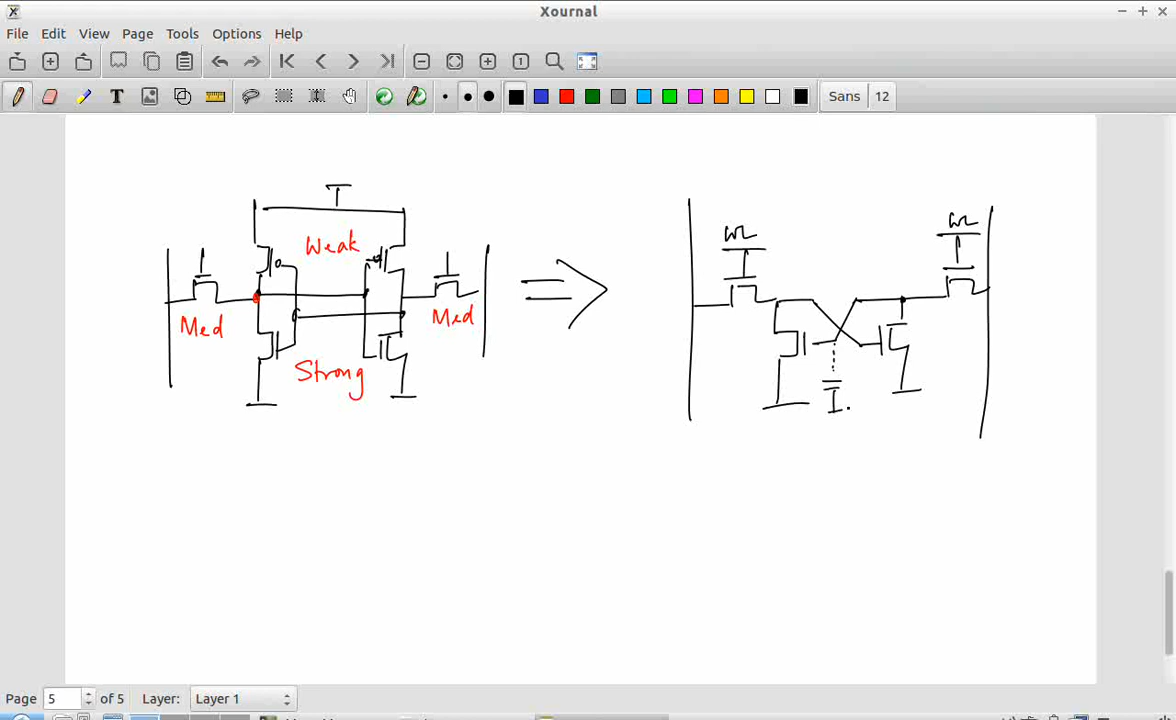 Xournal
File Edit View Page Tools Options Help
Sans 12
WL
WL
Weak
Med
Med
Strong
Page 5 of 5 Layer: Layer 1